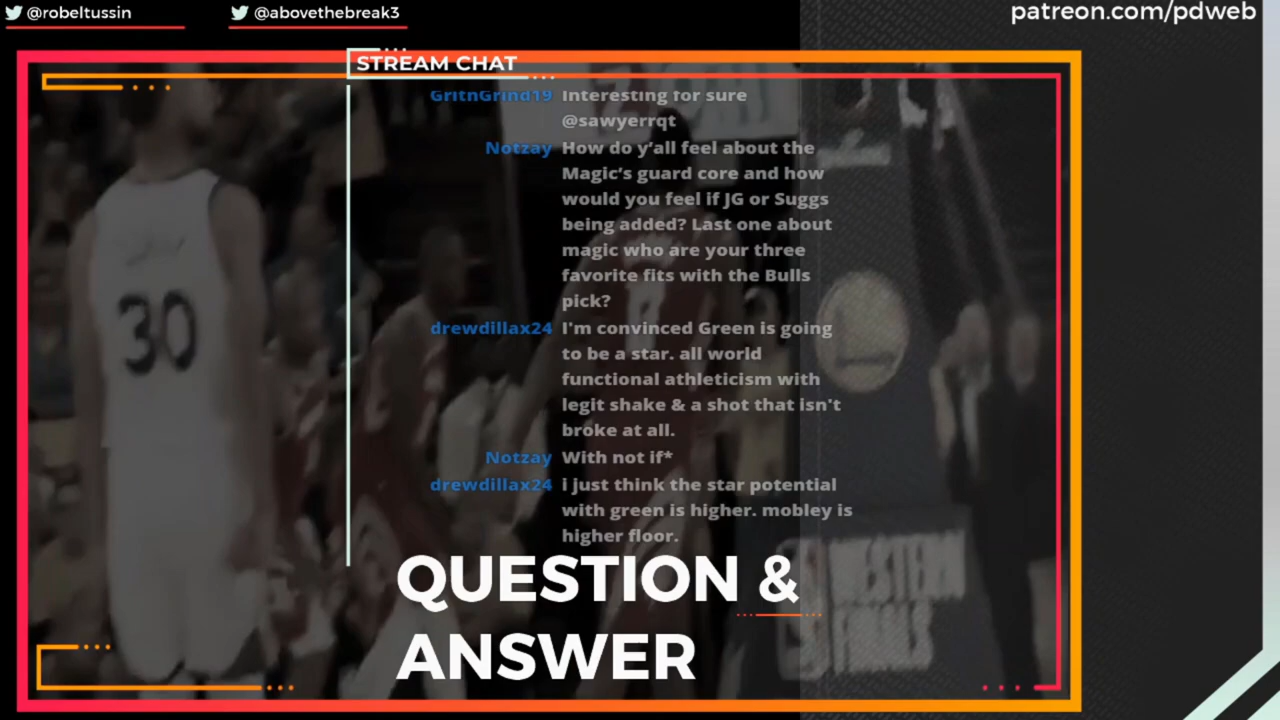 @robeltussin
@abovethebreak3
patreon.com/pdweb
STREAM CHAT
GritnGrind19 Interesting for sure
@sawyerrqt
Notzay How do y'all feel about the
Magic's guard core and how
would you feel if JG or Suggs
being added? Last one about
magic who are your three
favorite fits with the Bulls
pick?
drewdillax24 I'm convinced Green is going
to be a star. all world
functional athleticism with
legit shake & a shot that isn't
broke at all.
Notzay With not if*
drewdillax24 i just think the star potential
with green is higher. mobley is
higher floor.
30
WESTERN
FINALS
QUESTION &
ANSWER